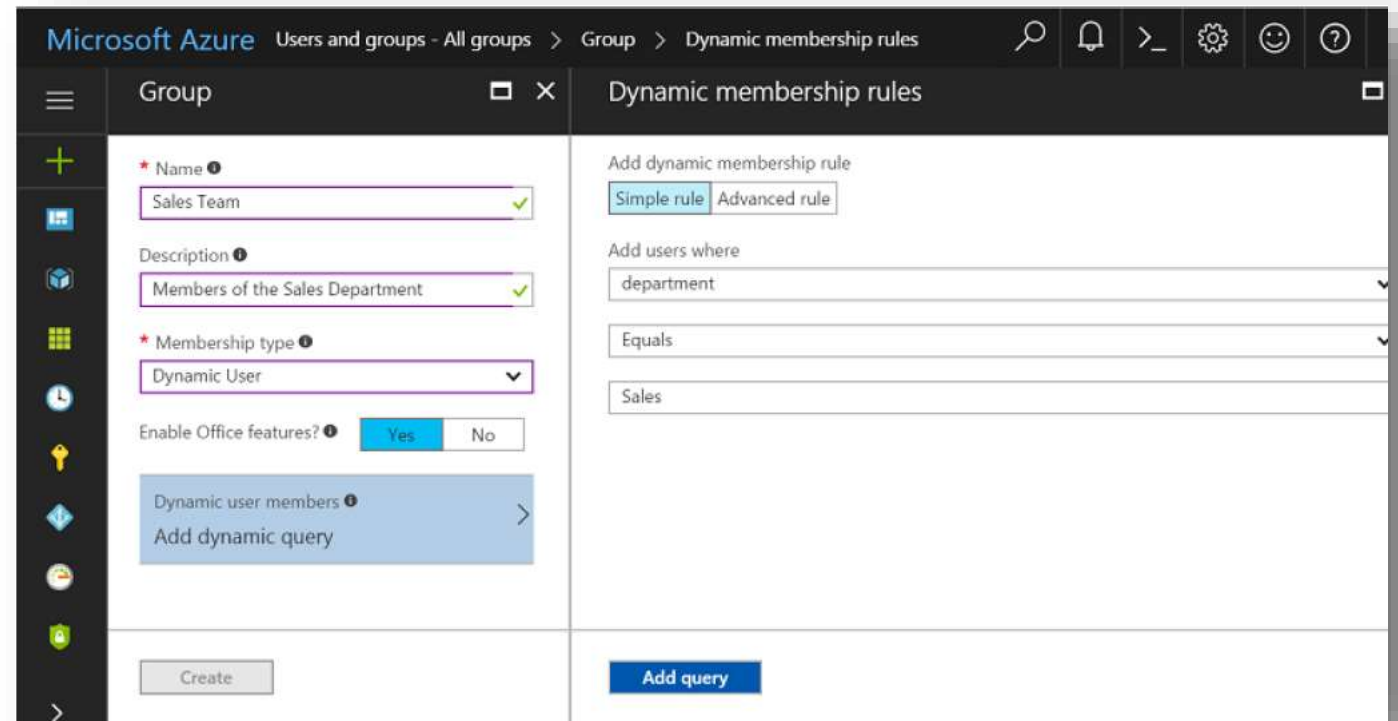 Microsoft Azure Users and groups - All groups > Group > Dynamic membership rules
Group
* Name
Sales Team
Description
Members of the Sales Department
* Membership type
Dynamic User
Enable Office features? Yes No
Dynamic user members
Add dynamic query
Create
Dynamic membership rules
Add dynamic membership rule
Simple rule Advanced rule
Add users where
department
Equals
Sales
Add query